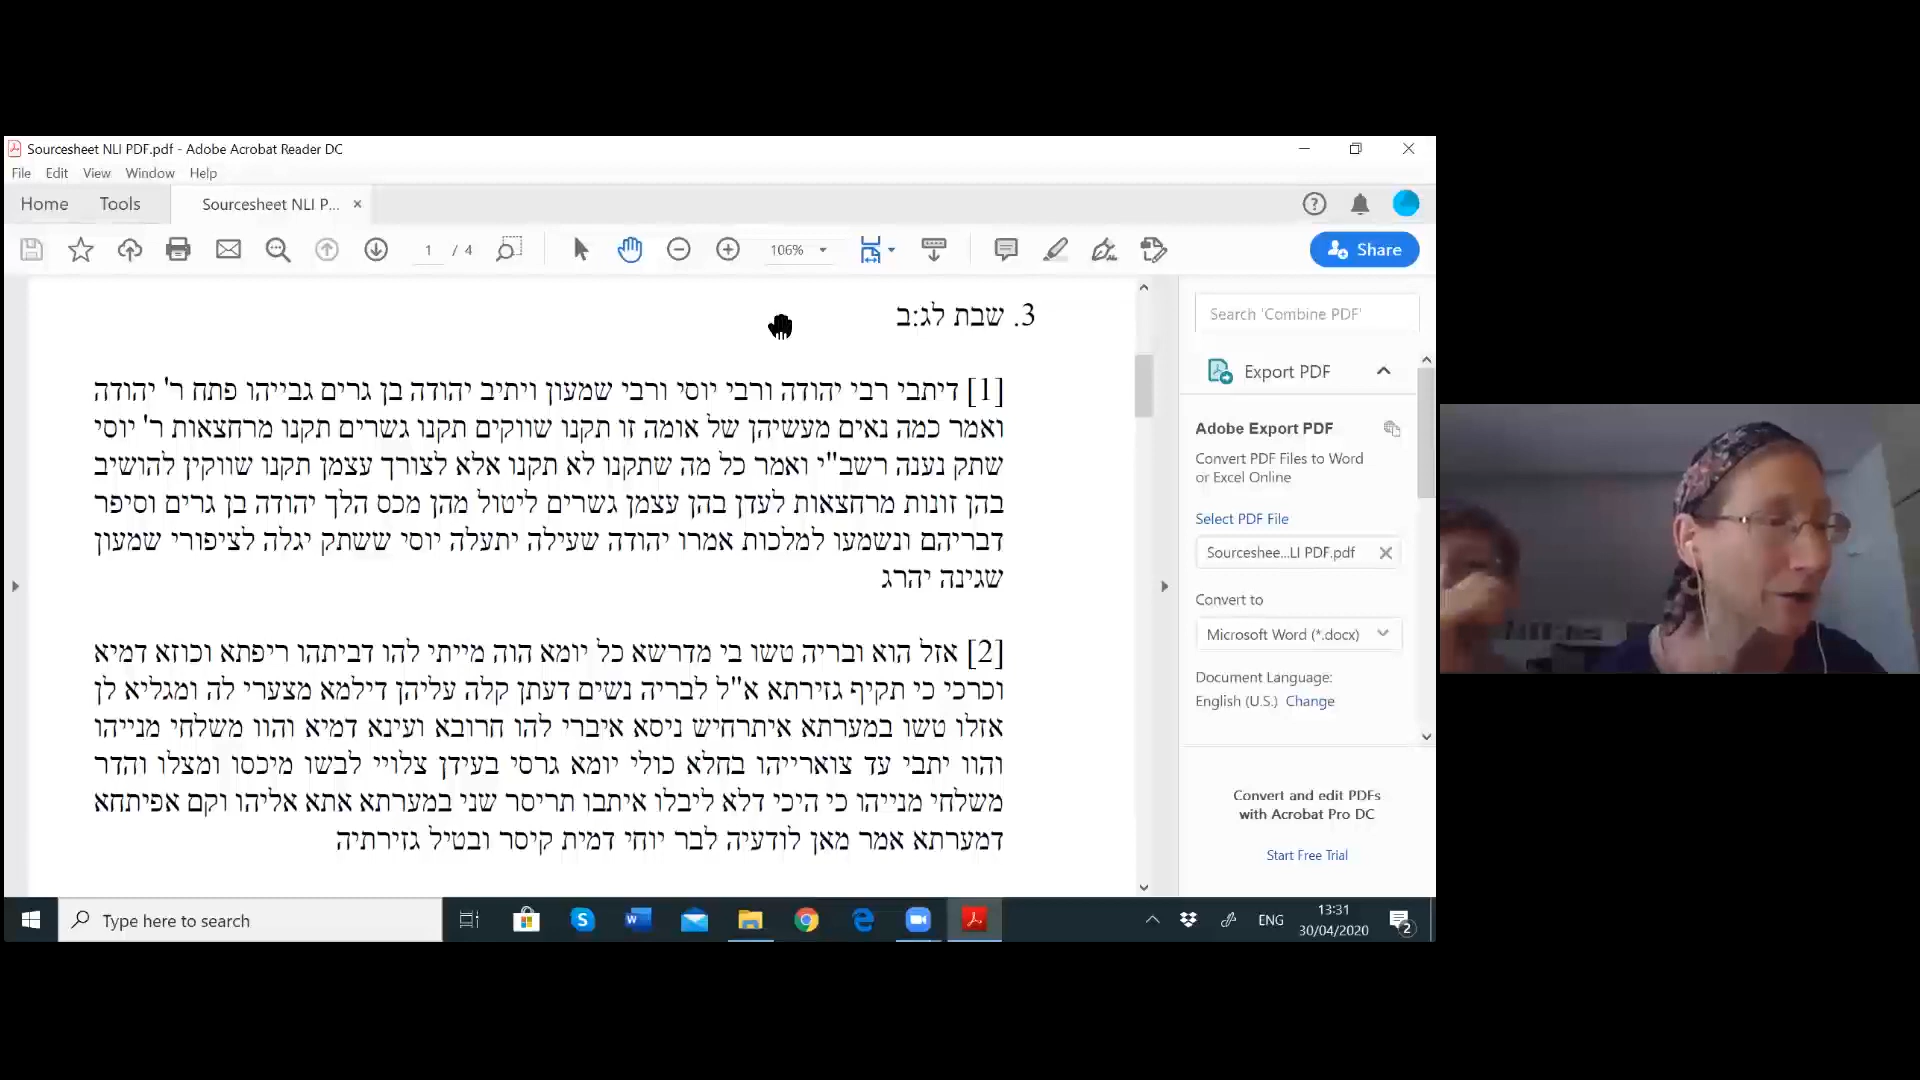 Sourcesheet NLI PDF.pdf - Adobe Acrobat Reader DC
File Edit View Window Help
Home Tools Sourcesheet NLI P... ×
1 / 4 106% Share
3. שבת לג:ב
[1] דיתבי רבי יהודה ורבי יוסי ורבי שמעון ויתיב יהודה בן גרים גבייהו פתח ר' יהודה
ואמר כמה נאים מעשיהן של אומה זו תקנו שווקים תקנו גשרים תקנו מרחצאות ר' יוסי
שתק נענה רשב"י ואמר כל מה שתקנו לא תקנו אלא לצורך עצמן תקנו שווקין להושיב
בהן זונות מרחצאות לעדן בהן עצמן גשרים ליטול מהן מכס הלך יהודה בן גרים וסיפר
דבריהם ונשמעו למלכות אמרו יהודה שעילה יתעלה יוסי ששתק יגלה לציפורי שמעון
שגינה יהרג
[2] אזל הוא ובריה טשו בי מדרשא כל יומא הוה מייתי להו דביתהו ריפתא וכוזא דמיא
וכרכי כי תקיף גזירתא א"ל לבריה נשים דעתן קלה עליהן דילמא מצערי לה ומגליא לן
אזלו טשו במערתא איתרחיש ניסא איברי להו חרובא ועינא דמיא והוו משלחי מנייהו
והוו יתבי עד צוארייהו בחלא כולי יומא גרסי בעידן צלויי לבשו מיכסו ומצלו והדר
משלחי מנייהו כי היכי דלא ליבלו איתבו תריסר שני במערתא אתא אליהו וקם אפיתחא
דמערתא אמר מאן לודעיה לבר יוחי דמית קיסר ובטיל גזירתיה
Search 'Combine PDF'
Export PDF
Adobe Export PDF
Convert PDF Files to Word
or Excel Online
Select PDF File
Sourceshee...LI PDF.pdf
Convert to
Microsoft Word (*.docx)
Document Language:
English (U.S.) Change
Convert and edit PDFs
with Acrobat Pro DC
Start Free Trial
Type here to search
ENG
13:31
30/04/2020
2